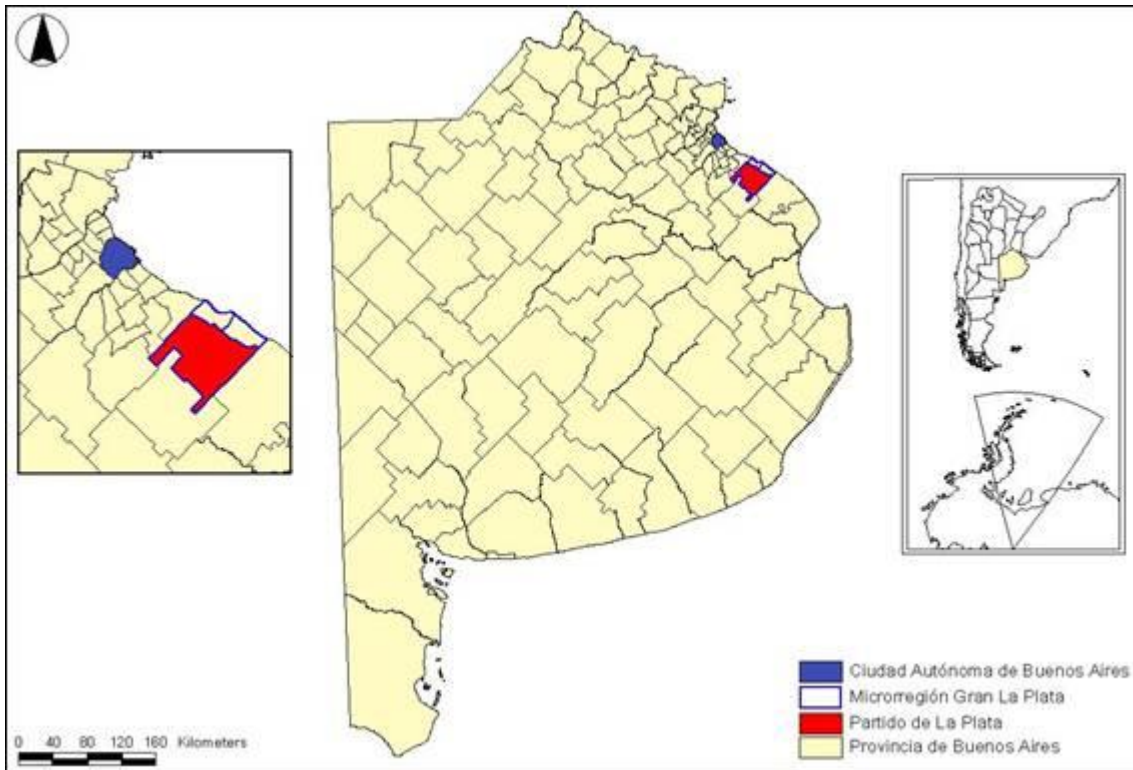 Ciudad Autónoma de Buenos Aires
Microrregión Gran La Plata
Partido de La Plata
Provincia de Buenos Aires
0 40 80 120 160 Kilometers